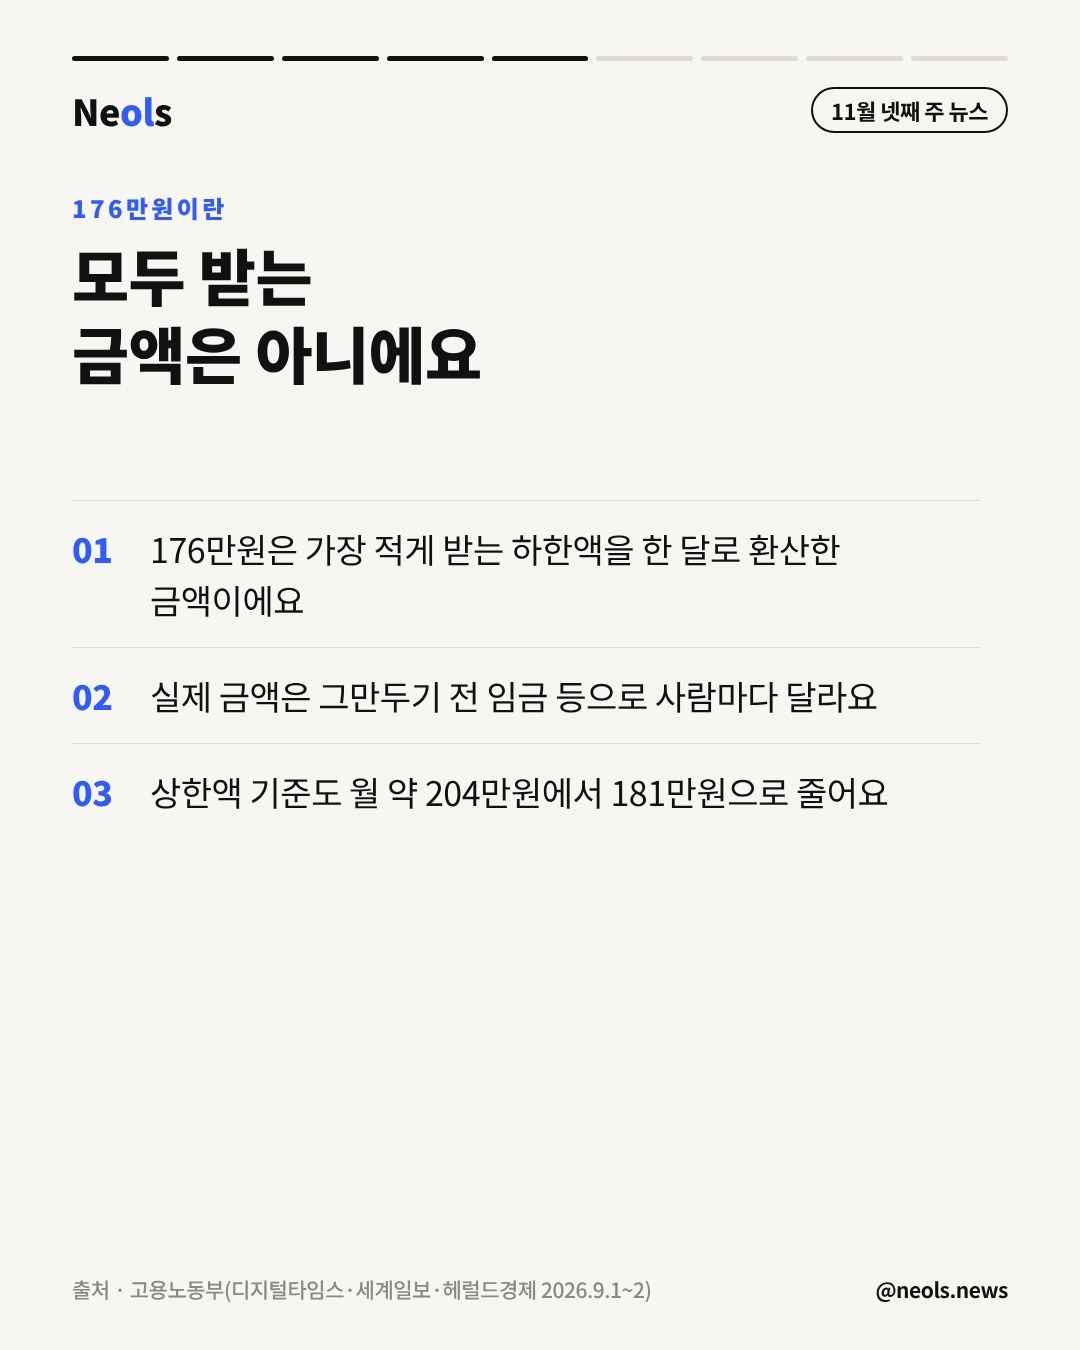 Neols
11월 넷째 주 뉴스
176만원이란
모두 받는
금액은 아니에요
01 176만원은 가장 적게 받는 하한액을 한 달로 환산한
금액이에요
02 실제 금액은 그만두기 전 임금 등으로 사람마다 달라요
03 상한액 기준도 월 약 204만원에서 181만원으로 줄어요
출처 · 고용노동부(디지털타임스·세계일보·헤럴드경제 2026.9.1~2)
@neols.news